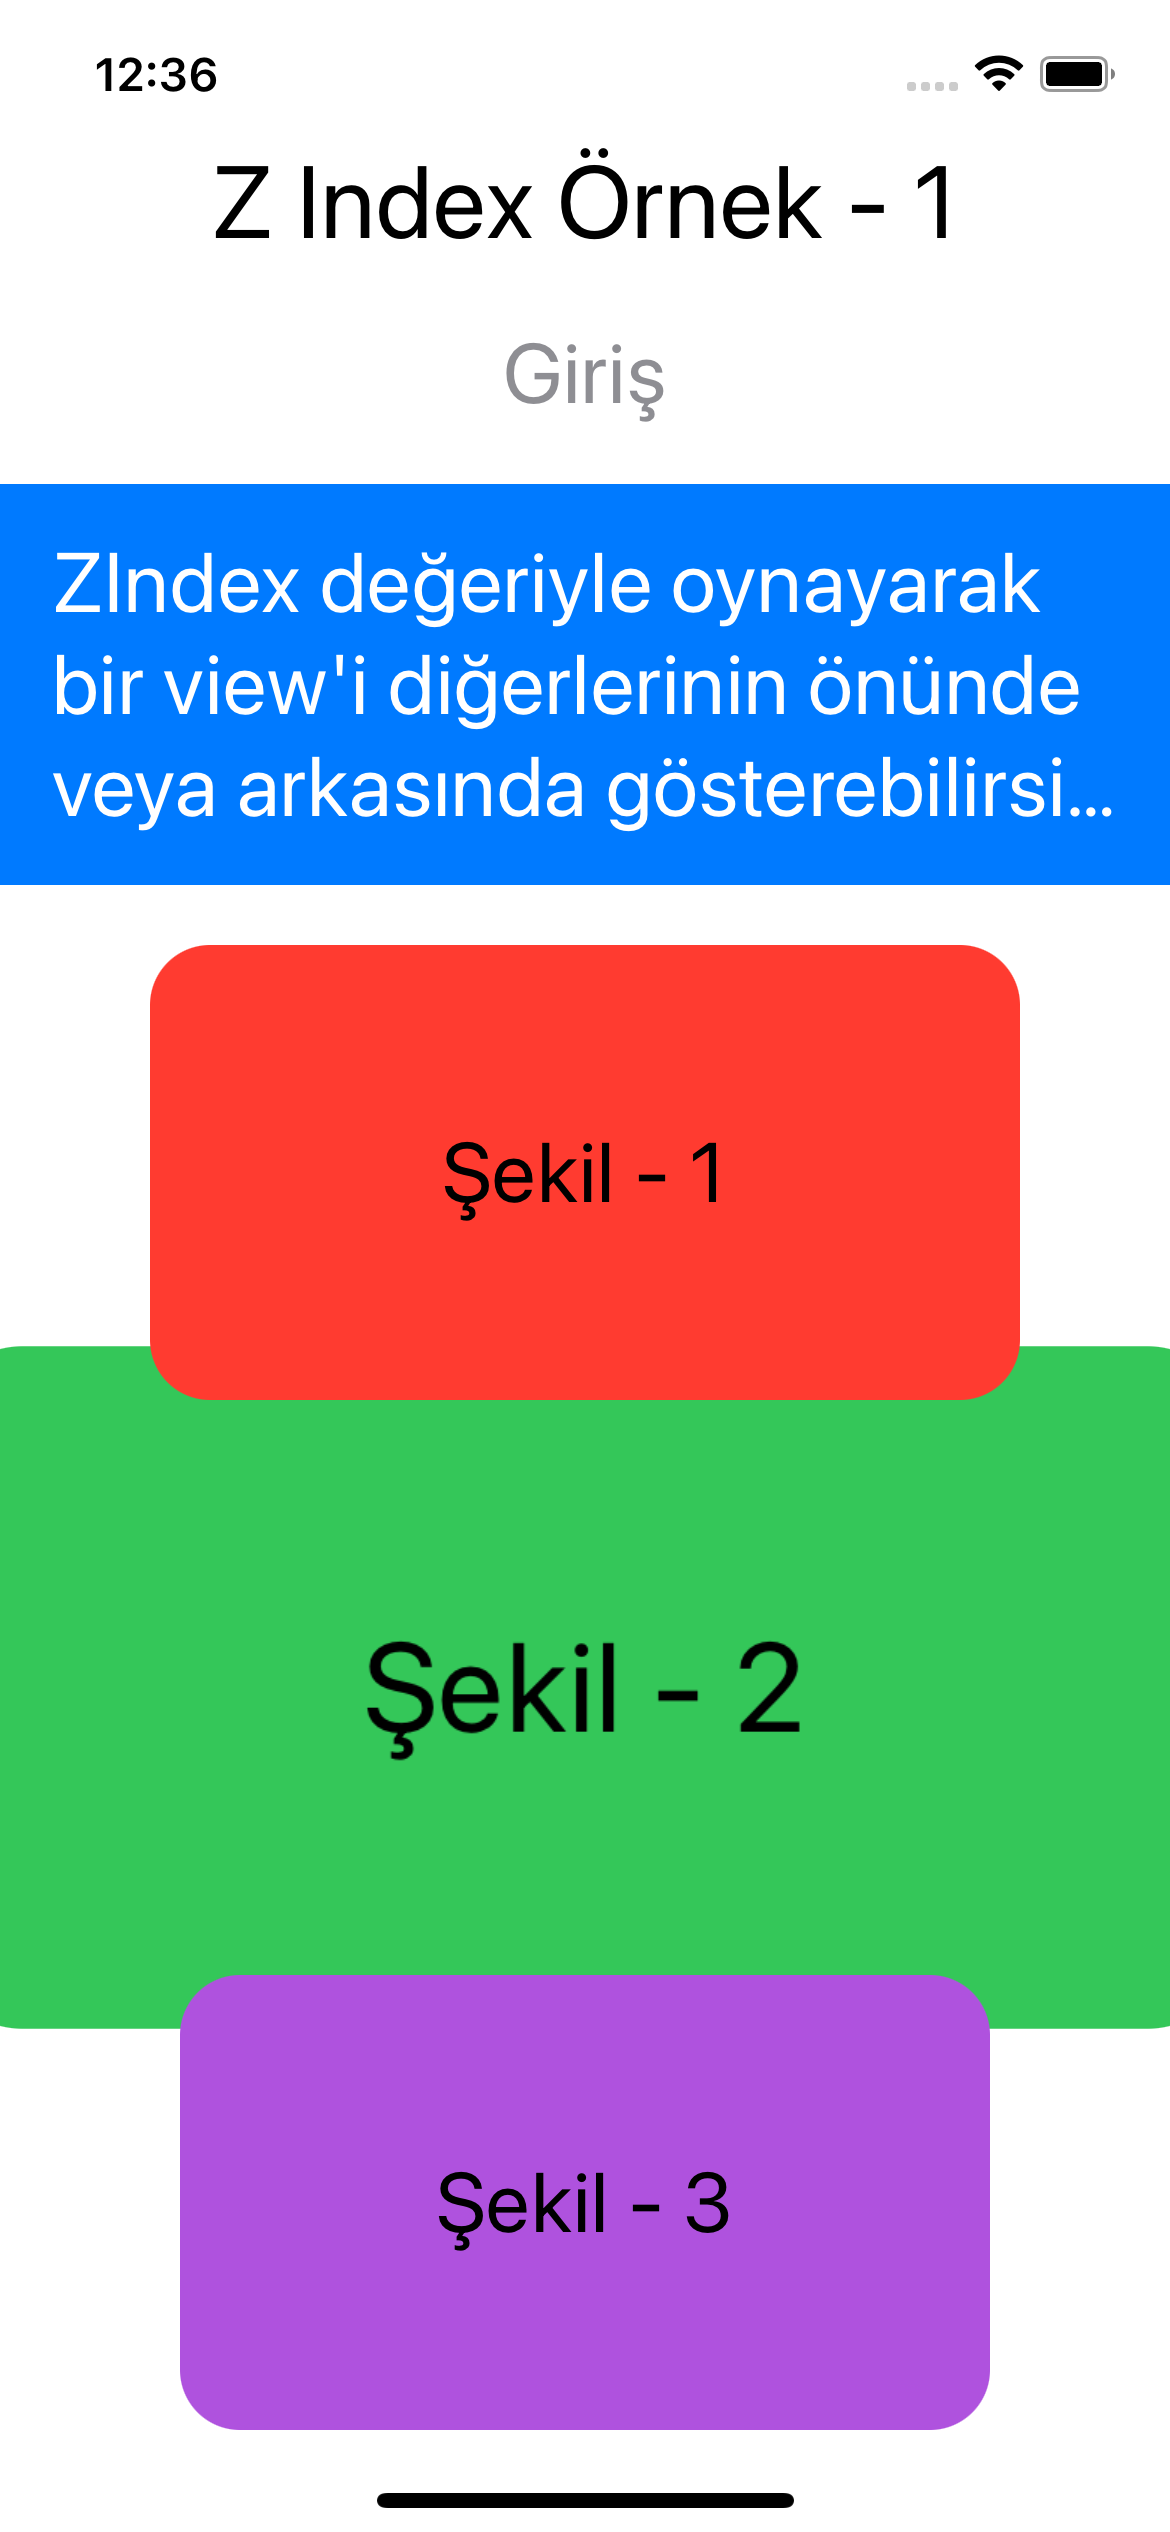 12:36
Z Index Örnek - 1
Giriş
ZIndex değeriyle oynayarak
bir view'i diğerlerinin önünde
veya arkasında gösterebilirsi...
Şekil - 1
Şekil - 2
Şekil - 3